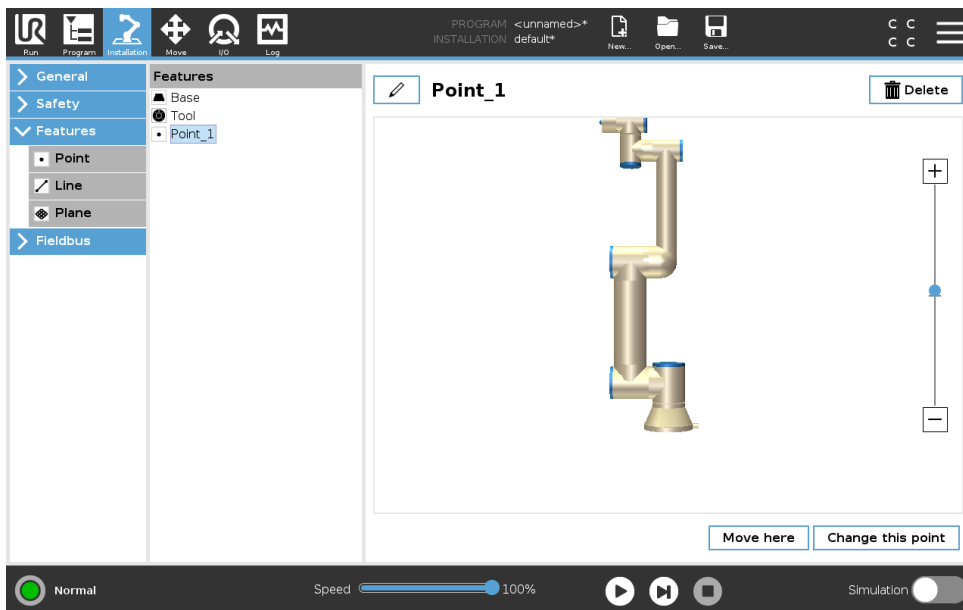 UR
PROGRAM <unnamed>*
INSTALLATION default*
C C
C C
Run Program Installation Move I/O Log New... Open... Save...
General
Safety
Features
Point
Line
Plane
Fieldbus
Features
Base
Tool
Point_1
Point_1
Delete
+
−
Move here Change this point
Normal
Speed 100%
Simulation